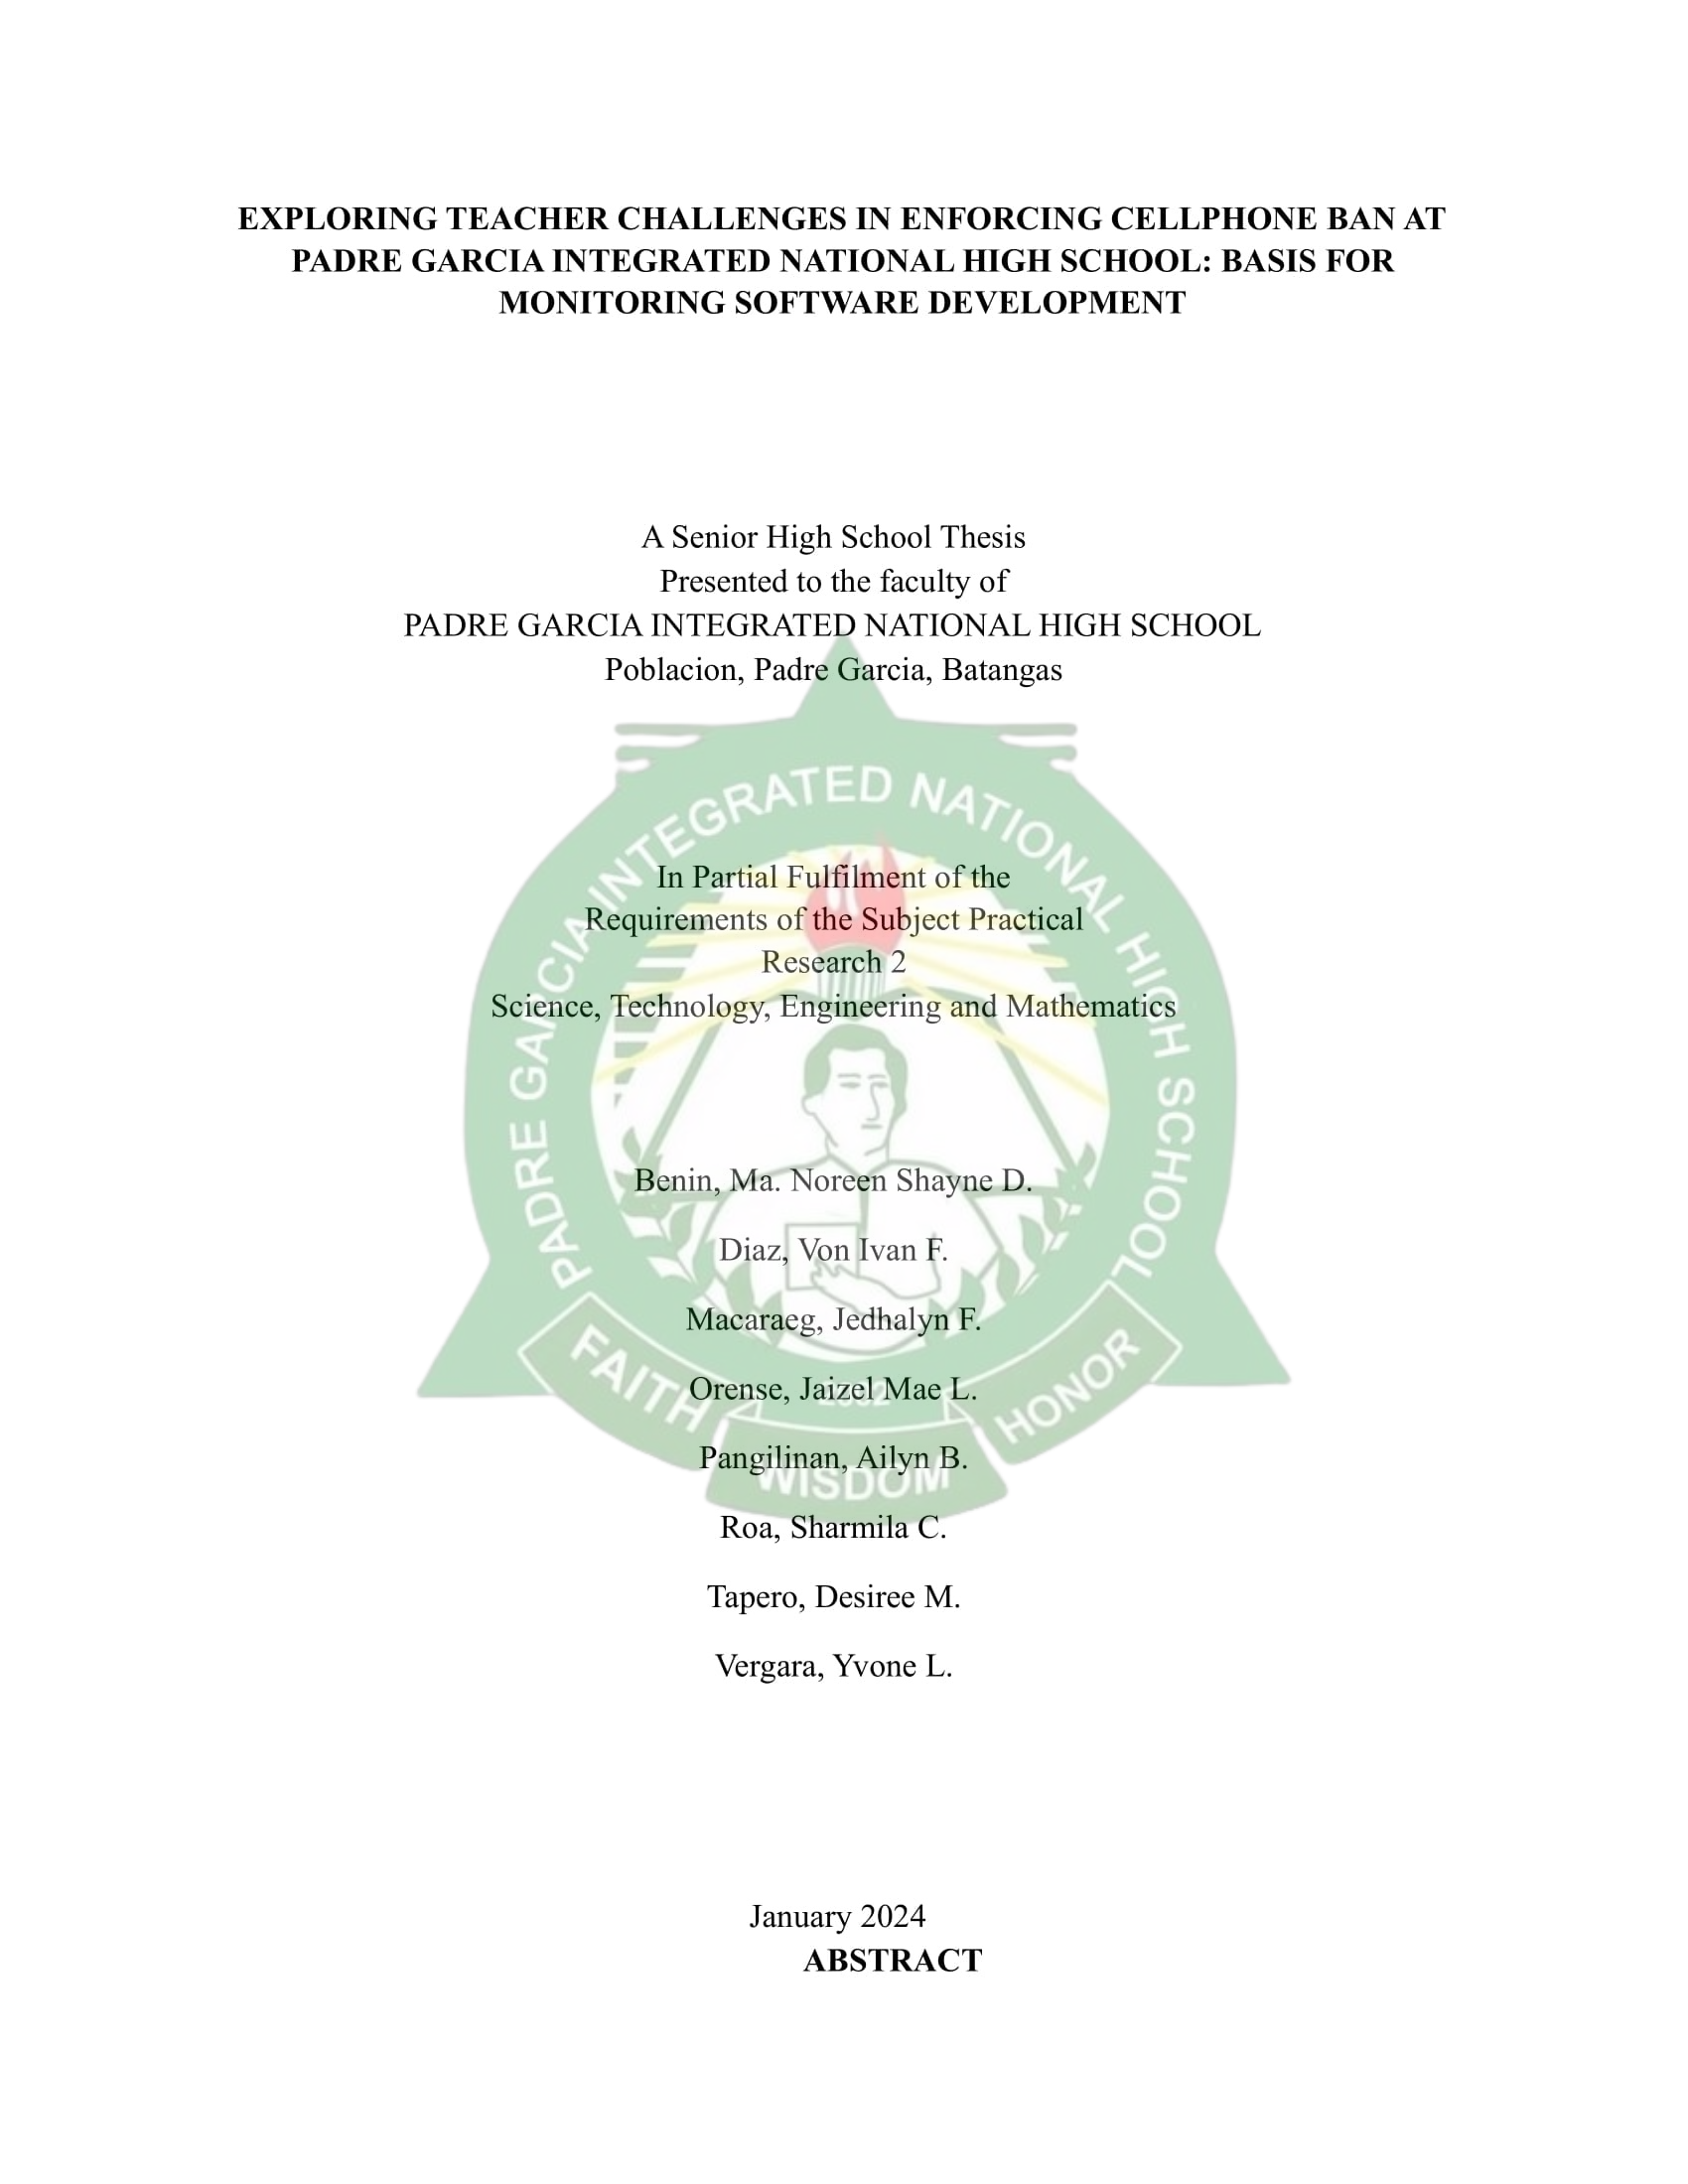 EXPLORING TEACHER CHALLENGES IN ENFORCING CELLPHONE BAN AT
PADRE GARCIA INTEGRATED NATIONAL HIGH SCHOOL: BASIS FOR
MONITORING SOFTWARE DEVELOPMENT
A Senior High School Thesis
Presented to the faculty of
PADRE GARCIA INTEGRATED NATIONAL HIGH SCHOOL
Poblacion, Padre Garcia, Batangas
PADRE GARCIA INTEGRATED NATIONAL HIGH SCHOOL
In Partial Fulfilment of the
Requirements of the Subject Practical
Research 2
Science, Technology, Engineering and Mathematics
Benin, Ma. Noreen Shayne D.
Diaz, Von Ivan F.
Macaraeg, Jedhalyn F.
Orense, Jaizel Mae L.
Pangilinan, Ailyn B.
Roa, Sharmila C.
Tapero, Desiree M.
Vergara, Yvone L.
FAITH
WISDOM
HONOR
January 2024
ABSTRACT